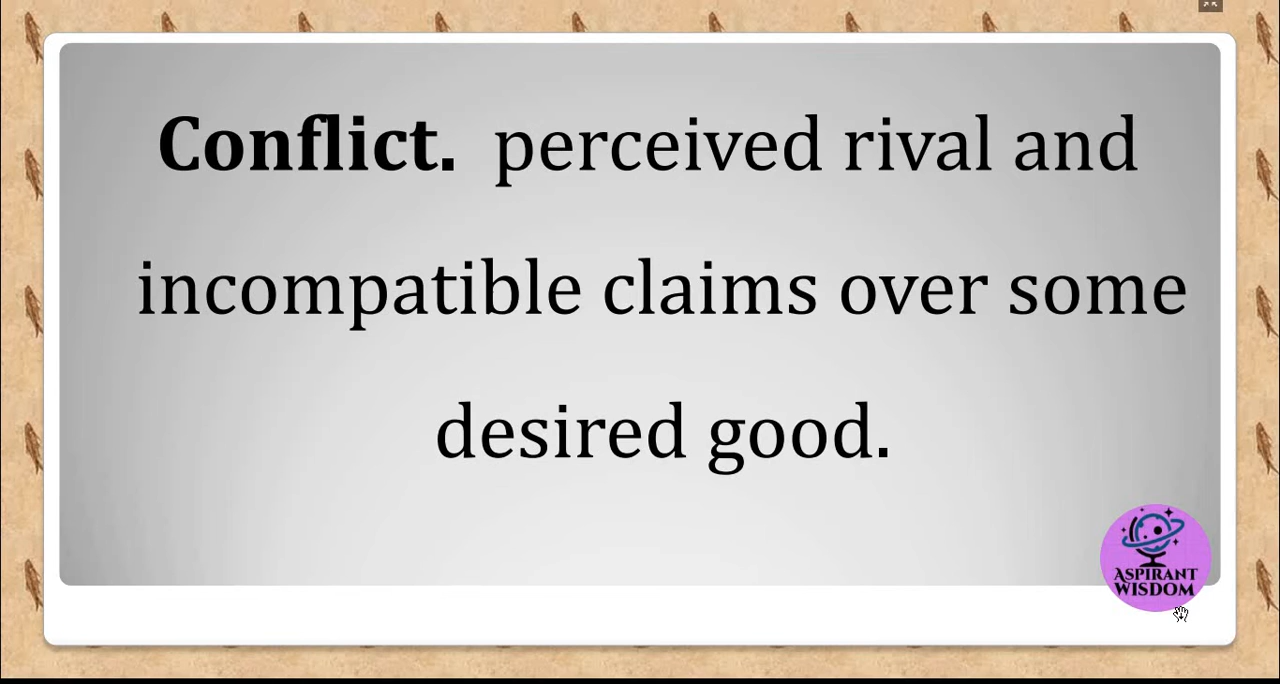 Conflict. perceived rival and
incompatible claims over some
desired good.
ASPIRANT
WISDOM